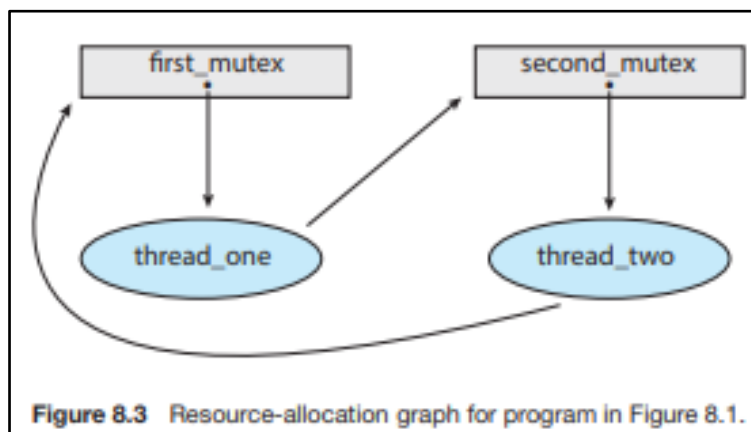 first_mutex second_mutex
thread_one thread_two
Figure 8.3 Resource-allocation graph for program in Figure 8.1.